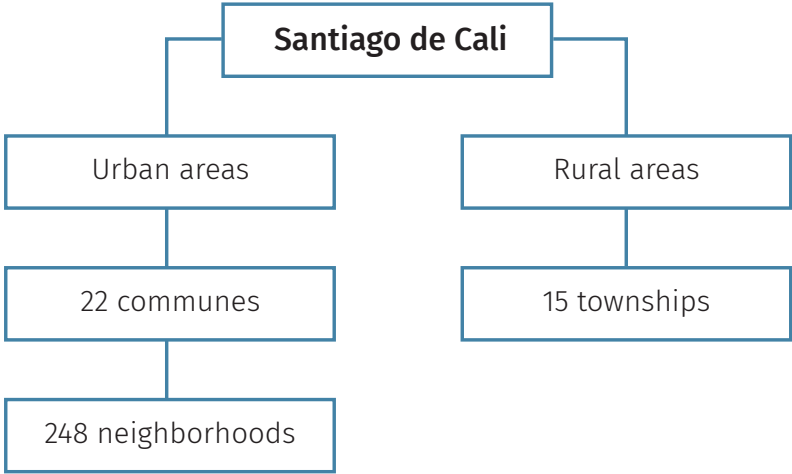 Santiago de Cali
Urban areas
Rural areas
22 communes
15 townships
248 neighborhoods